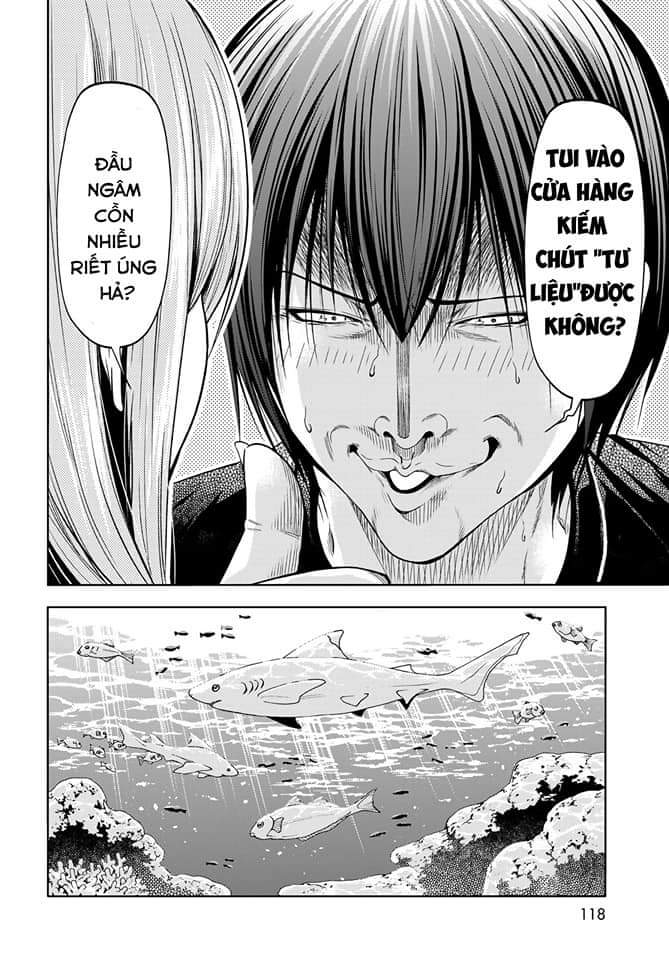 TUI VÀO
CỬA HÀNG
KIẾM
CHÚT "TƯ
LIỆU"ĐƯỢC
KHÔNG?
ĐẦU
NGÂM
CỒN
NHIỀU
RIẾT ÚNG
HẢ?
118